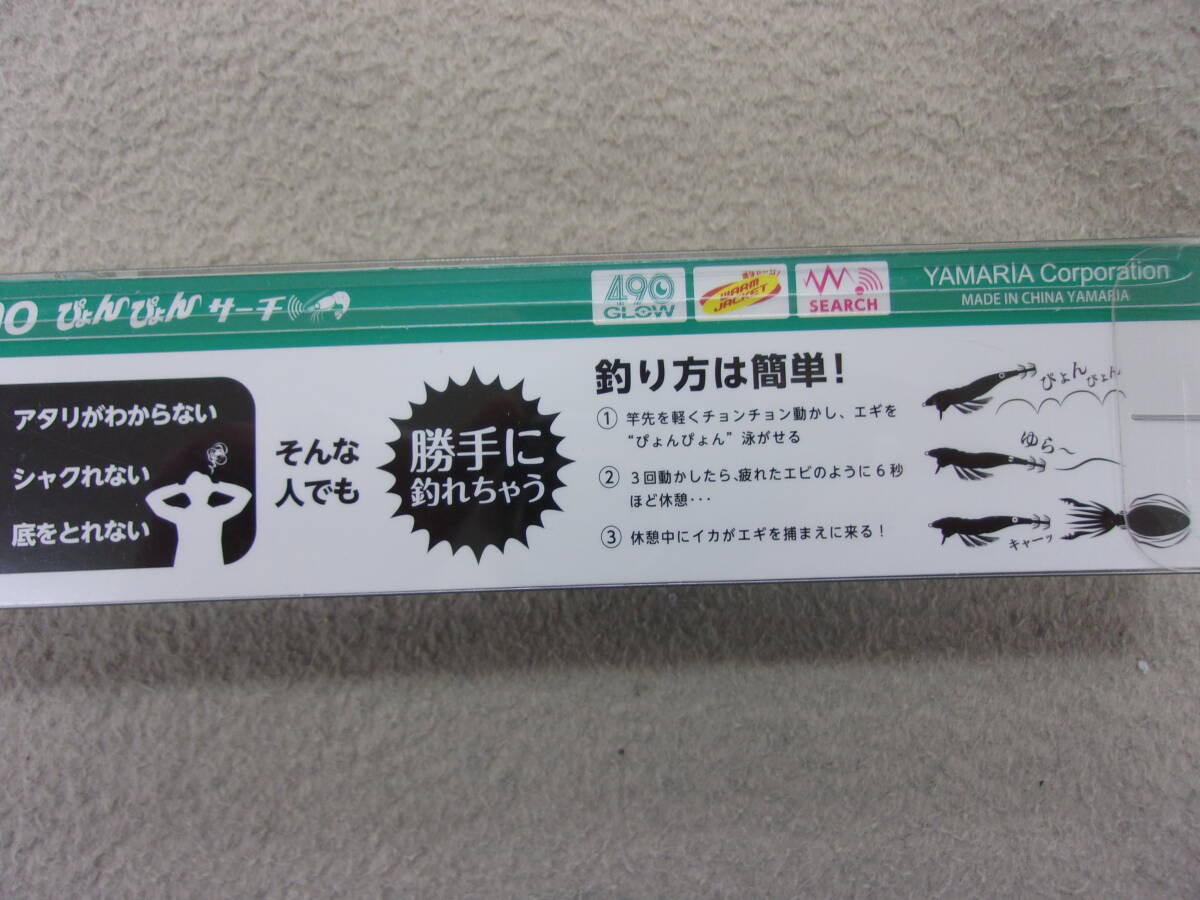 90 ぴょんぴょん サーチ
490
GLOW
WARM
JACKET
SEARCH
YAMARIA Corporation
MADE IN CHINA YAMARIA
アタリがわからない
シャクれない
底をとれない
そんな
人でも
勝手に
釣れちゃう
釣り方は簡単！
① 竿先を軽くチョンチョン動かし、エギを
“ぴょんぴょん”泳がせる
② 3回動かしたら、疲れたエビのように6秒
ほど休憩･･･
③ 休憩中にイカがエギを捕まえに来る！
ぴょんぴょん
ゆら～
キャーッ